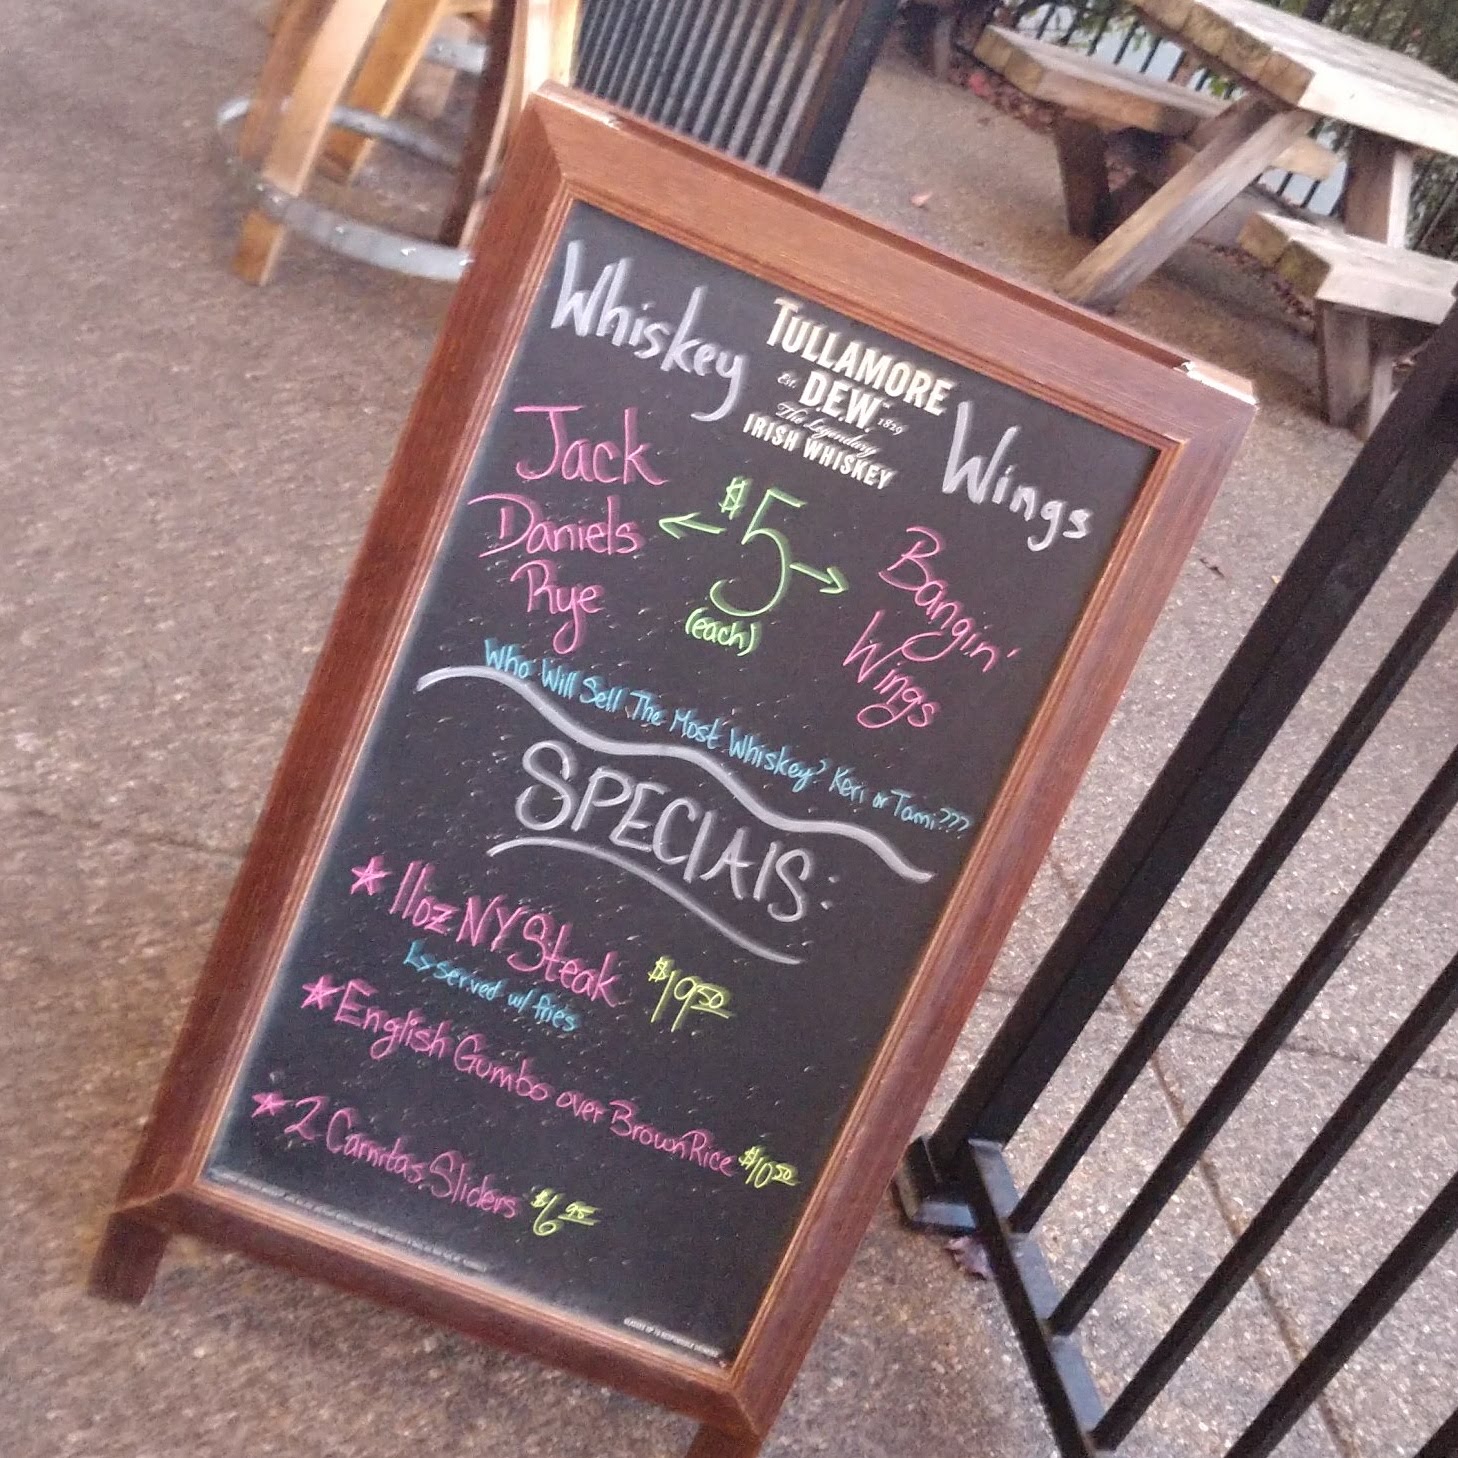 Whiskey
TULLAMORE
Est. D.E.W. 1829
The Legendary
IRISH WHISKEY
Wings
Jack
Daniels
Rye
$5
(each)
Bangin'
Wings
Who Will Sell The Most Whiskey? Keri or Tami???
SPECIAlS:
11oz NY Steak $19.50
served w/ fries
English Gumbo over Brown Rice $10.50
2 Carnitas Sliders $6.95